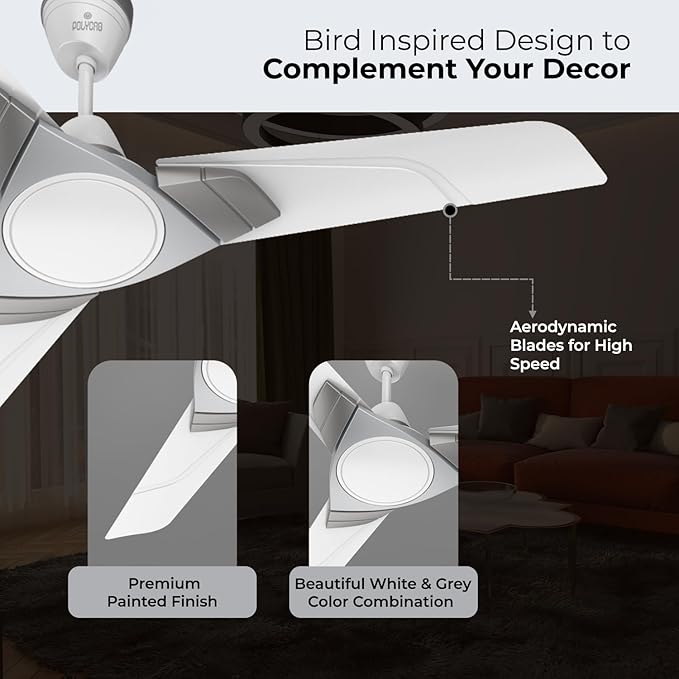 POLYCAB
Bird Inspired Design to
Complement Your Decor
Aerodynamic
Blades for High
Speed
Premium
Painted Finish
Beautiful White & Grey
Color Combination